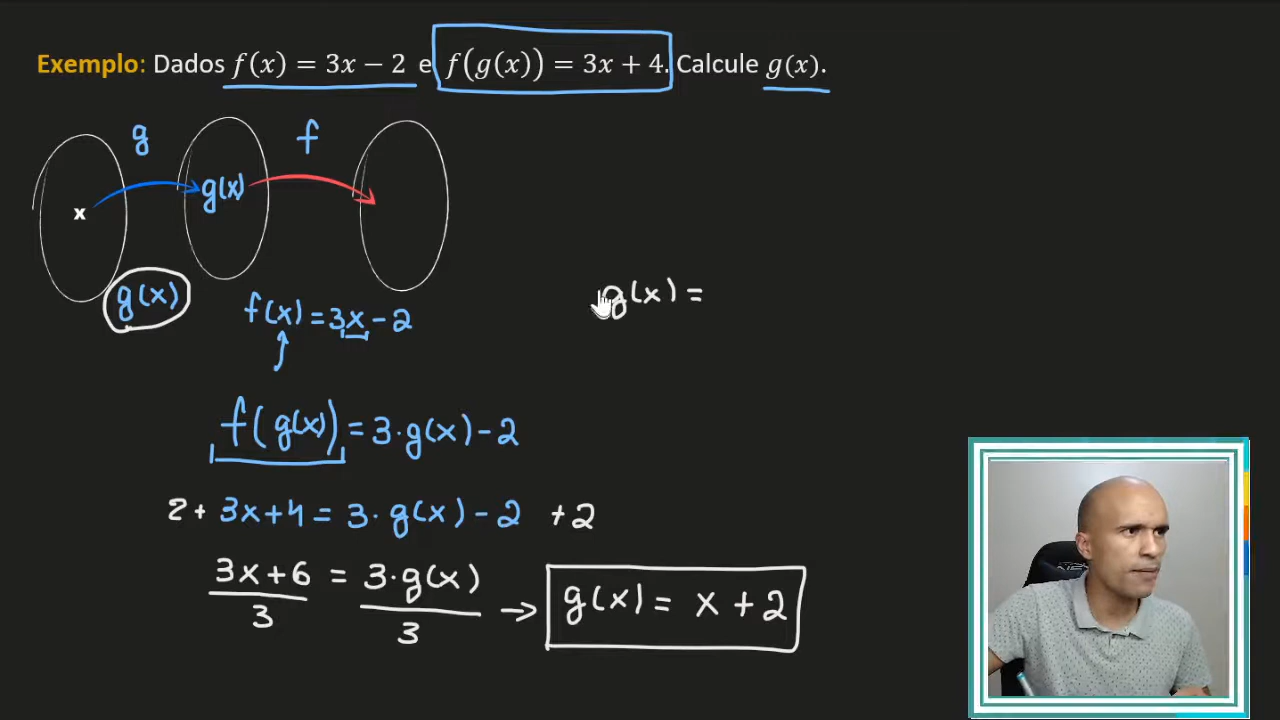 Exemplo: Dados f(x) = 3x − 2 e f(g(x)) = 3x + 4. Calcule g(x).
g f
x g(x)
g(x)
f(x) = 3x − 2
g(x) =
f(g(x)) = 3·g(x) − 2
2 + 3x + 4 = 3·g(x) − 2 + 2
3x + 6 / 3 = 3·g(x) / 3 → g(x) = x + 2